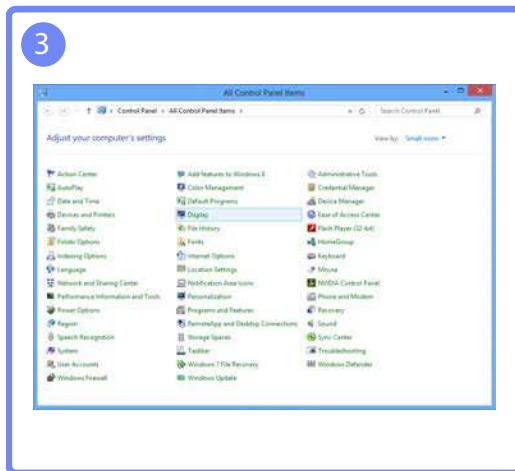 3
All Control Panel Items
Control Panel All Control Panel Items
Search Control Panel
Adjust your computer's settings
View by: Small icons
Action Center Add features to Windows 8 Administrative Tools
AutoPlay Color Management Credential Manager
Date and Time Default Programs Device Manager
Devices and Printers Display Ease of Access Center
Family Safety File History Flash Player (32-bit)
Folder Options Fonts HomeGroup
Indexing Options Internet Options Keyboard
Language Location Settings Mouse
Network and Sharing Center Notification Area Icons NVIDIA Control Panel
Performance Information and Tools Personalization Phone and Modem
Power Options Programs and Features Recovery
Region RemoteApp and Desktop Connections Sound
Speech Recognition Storage Spaces Sync Center
System Taskbar Troubleshooting
User Accounts Windows 7 File Recovery Windows Defender
Windows Firewall Windows Update